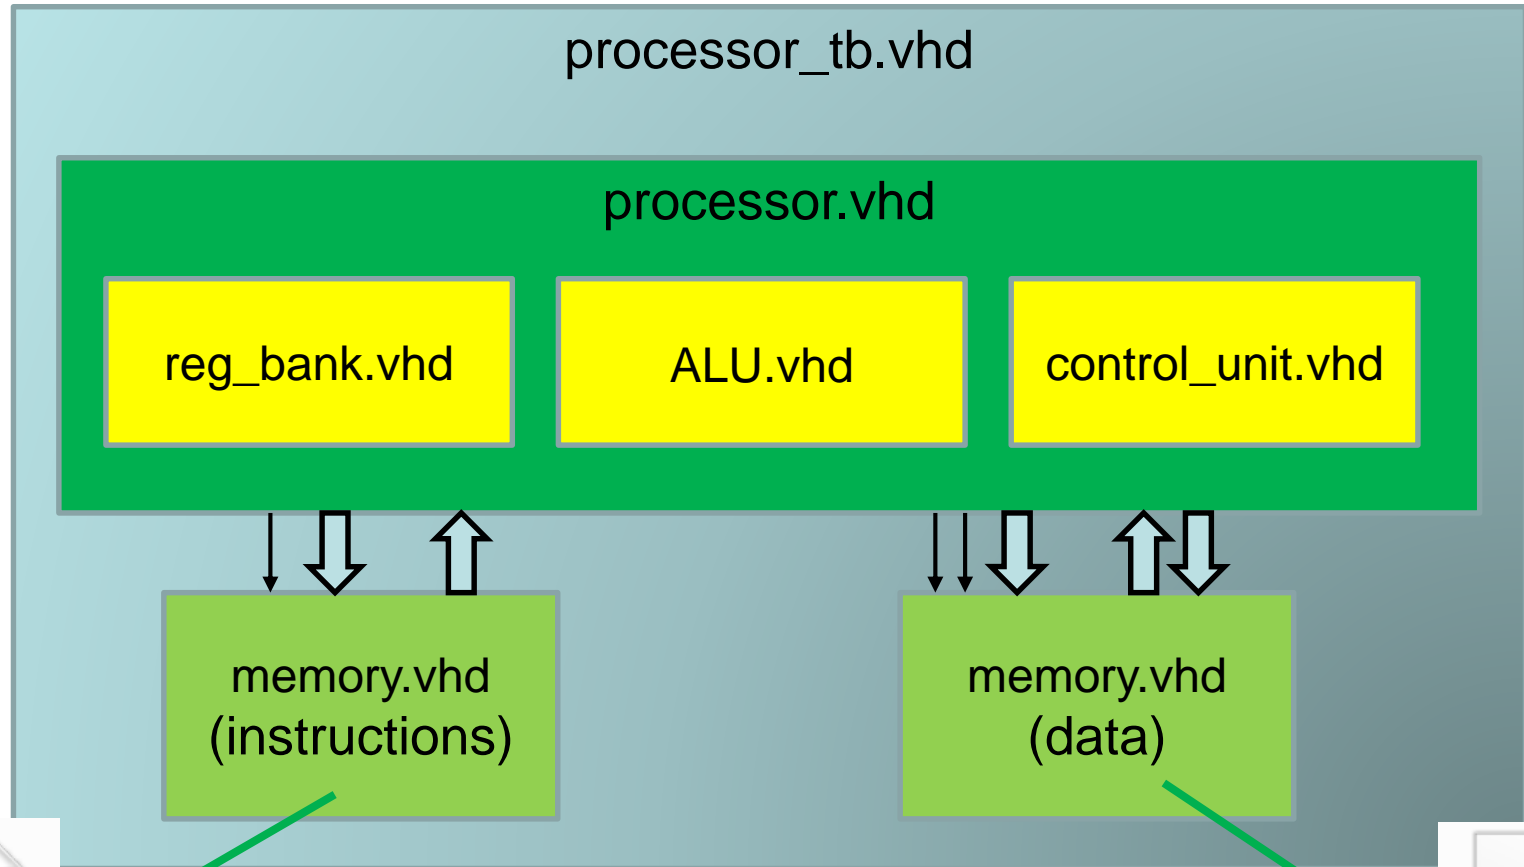 processor_tb.vhd
processor.vhd
reg_bank.vhd
ALU.vhd
control_unit.vhd
memory.vhd
(instructions)
memory.vhd
(data)